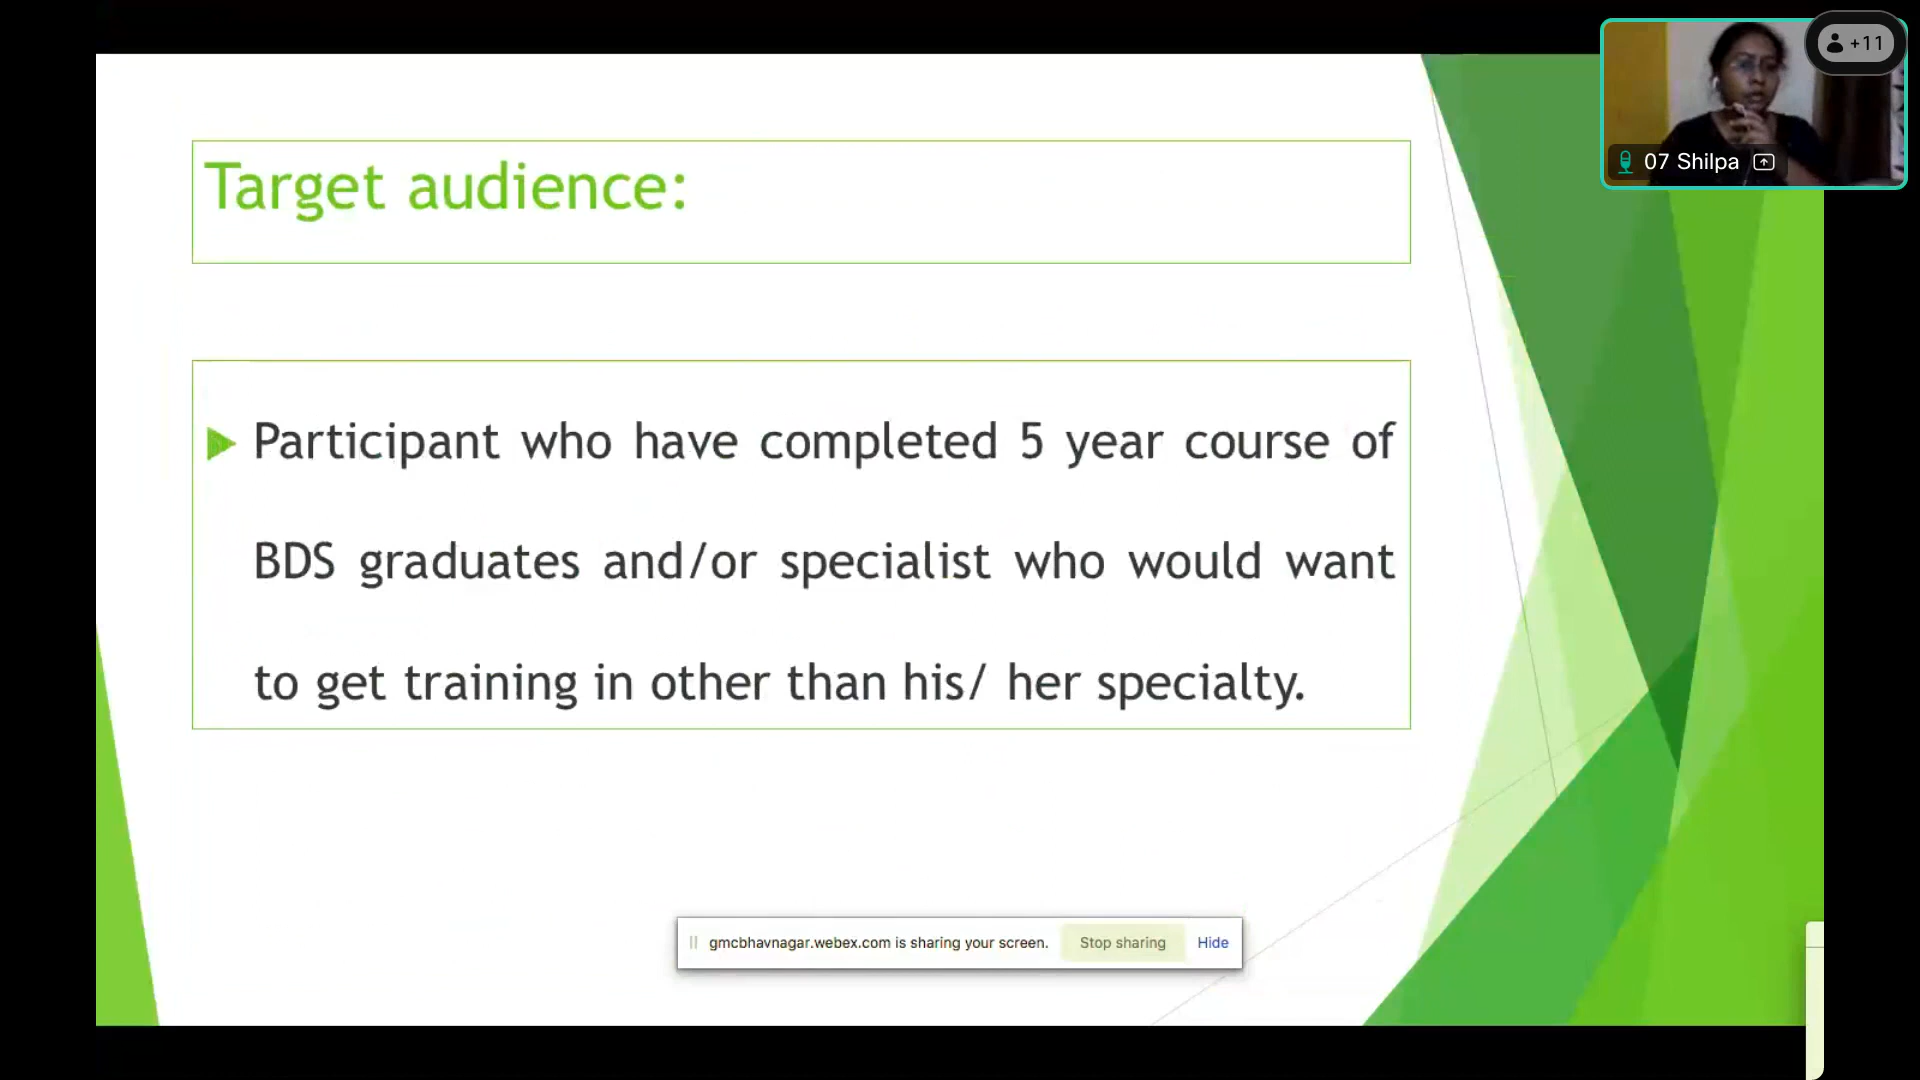 +11
07 Shilpa
Target audience:
Participant who have completed 5 year course of
BDS graduates and/or specialist who would want
to get training in other than his/ her specialty.
gmcbhavnagar.webex.com is sharing your screen. Stop sharing Hide